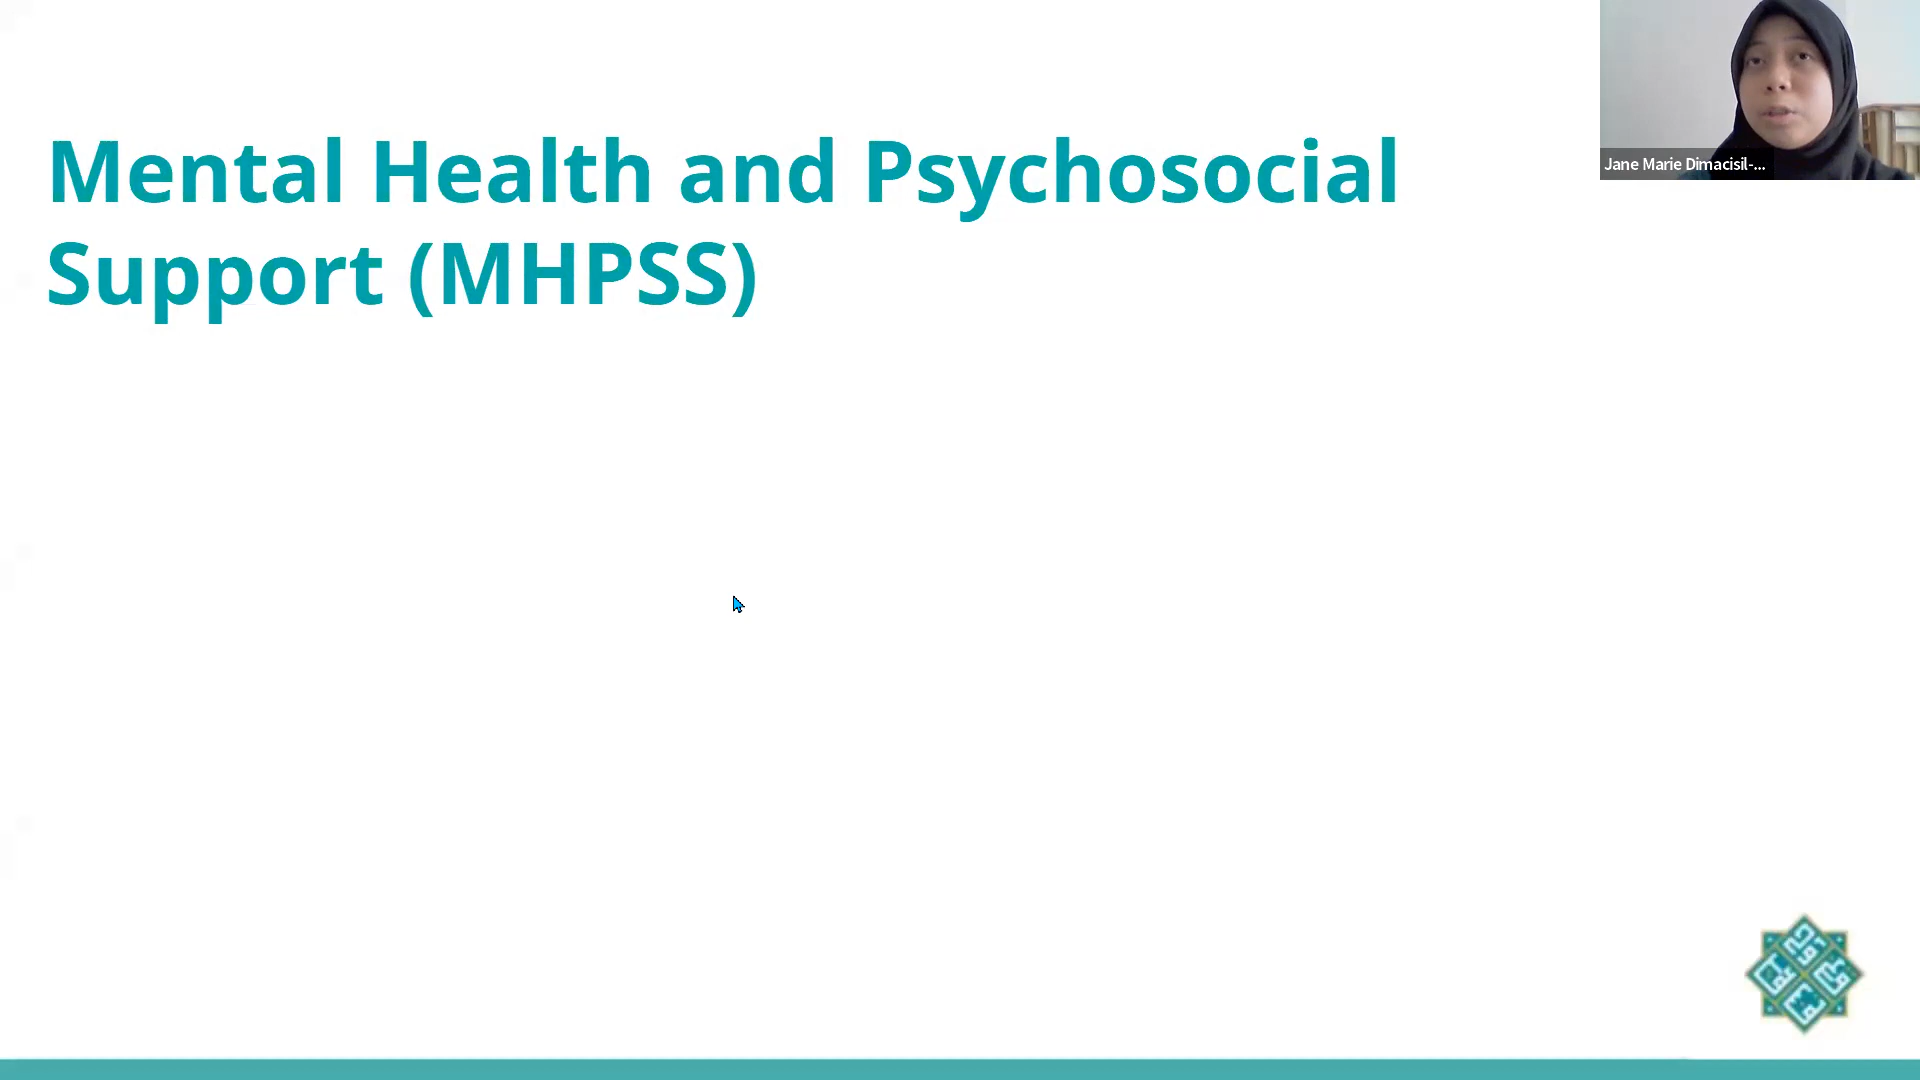 Mental Health and Psychosocial
Support (MHPSS)
Jane Marie Dimacisil-...